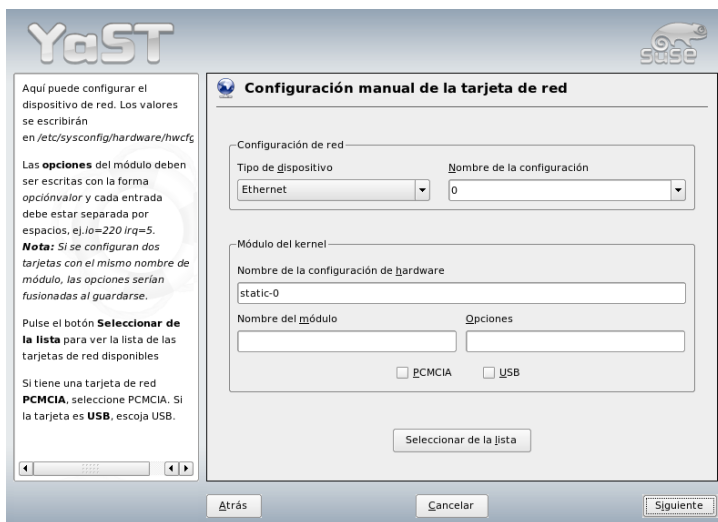 YaST
SUSE
Aquí puede configurar el
dispositivo de red. Los valores
se escribirán
en /etc/sysconfig/hardware/hwcfg
Las opciones del módulo deben
ser escritas con la forma
opciónvalor y cada entrada
debe estar separada por
espacios, ej.io=220 irq=5.
Nota: Si se configuran dos
tarjetas con el mismo nombre de
módulo, las opciones serían
fusionadas al guardarse.
Pulse el botón Seleccionar de
la lista para ver la lista de las
tarjetas de red disponibles
Si tiene una tarjeta de red
PCMCIA, seleccione PCMCIA. Si
la tarjeta es USB, escoja USB.
Configuración manual de la tarjeta de red
Configuración de red
Tipo de dispositivo
Nombre de la configuración
Ethernet
0
Módulo del kernel
Nombre de la configuración de hardware
static-0
Nombre del módulo
Opciones
PCMCIA
USB
Seleccionar de la lista
Atrás
Cancelar
Siguiente